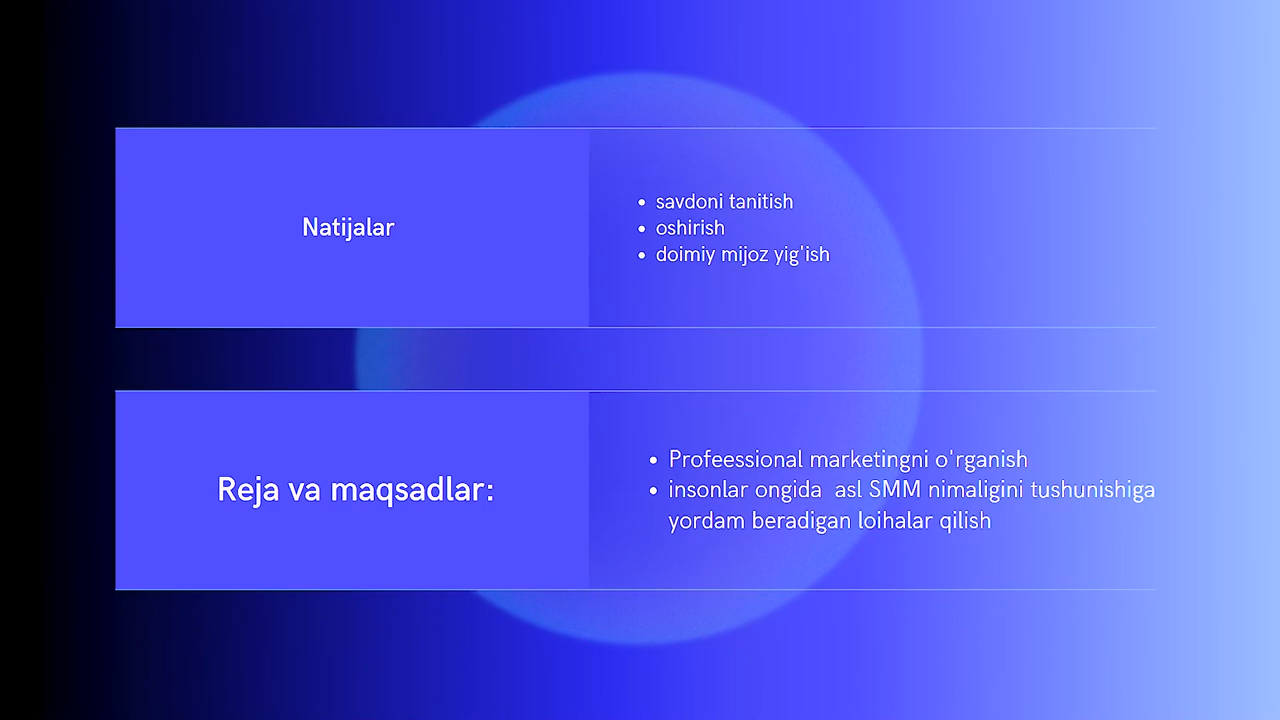 Natijalar
• savdoni tanitish
• oshirish
• doimiy mijoz yig'ish
Reja va maqsadlar:
• Profeessional marketingni o'rganish
• insonlar ongida  asl SMM nimaligini tushunishiga
yordam beradigan loihalar qilish